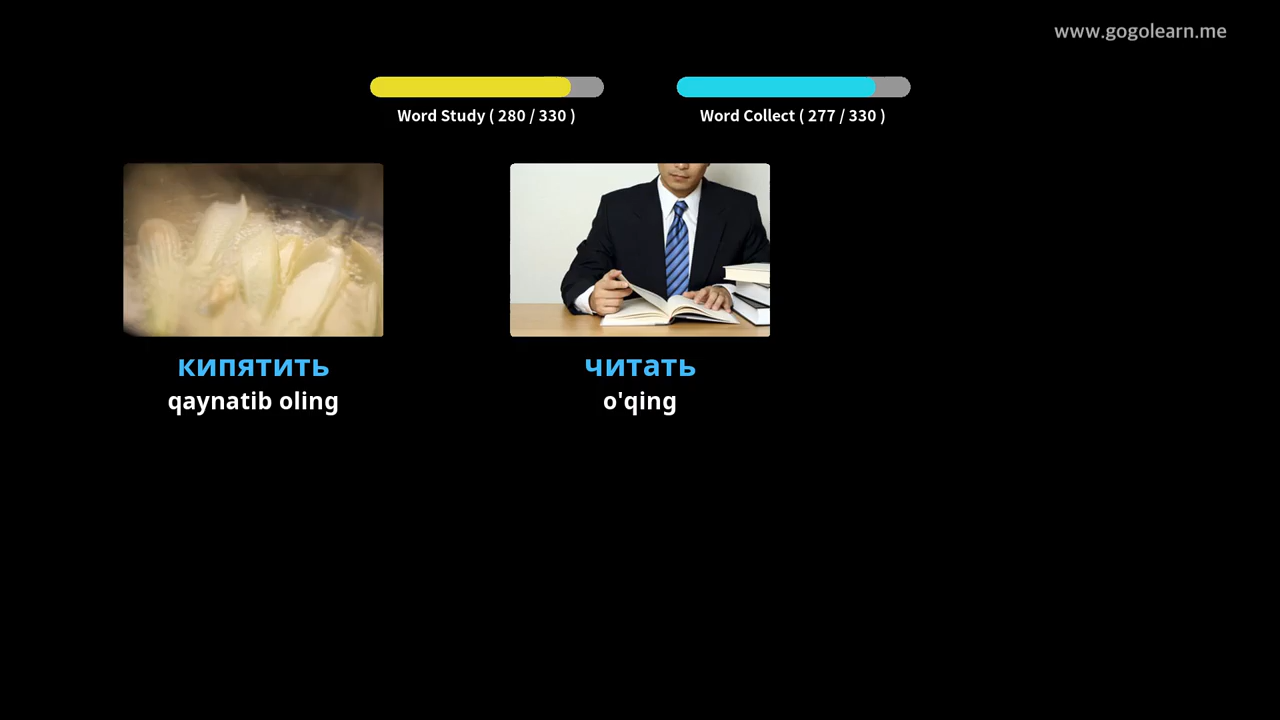 www.gogolearn.me
Word Study ( 280 / 330 )
Word Collect ( 277 / 330 )
кипятить
qaynatib oling
читать
o'qing